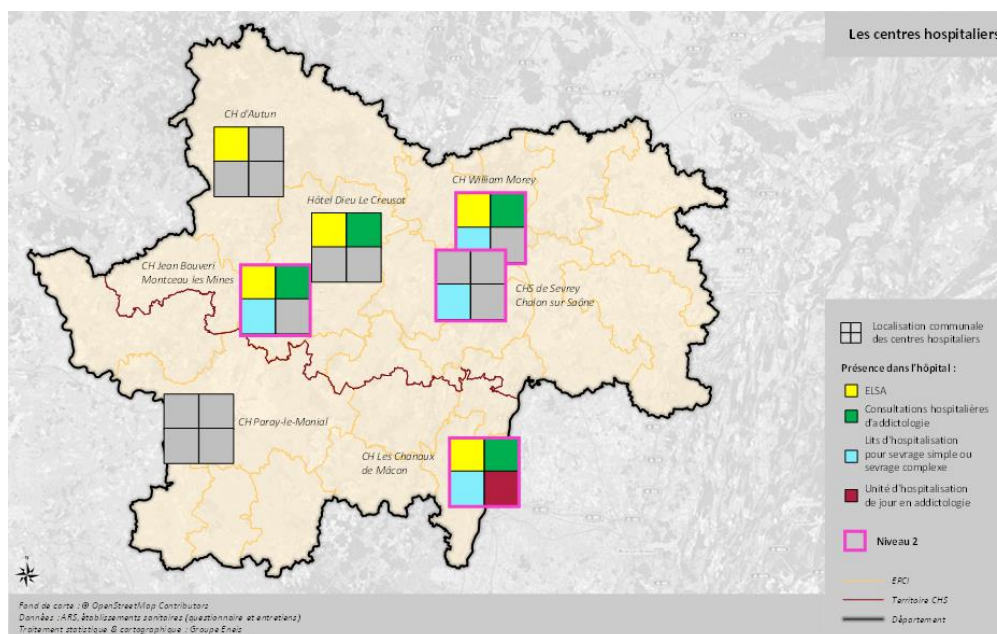 Les centres hospitaliers
CH d'Autun
Hôtel Dieu Le Creusot
CH William Morey
CH Jean Bouveri
Montceau les Mines
CHS de Sevrey
Chalon sur Saône
CH Paray-le-Monial
CH Les Chanaux
de Mâcon
Localisation communale
des centres hospitaliers
Présence dans l'hôpital :
ELSA
Consultations hospitalières
d'addictologie
Lits d'hospitalisation
pour sevrage simple ou
sevrage complexe
Unité d'hospitalisation
de jour en addictologie
Niveau 2
EPCI
Territoire CHS
Département
Fond de carte : © OpenStreetMap Contributors
Données : ARS, établissements sanitaires (questionnaire et entretiens)
Traitement statistique & cartographique : Groupe Eneis